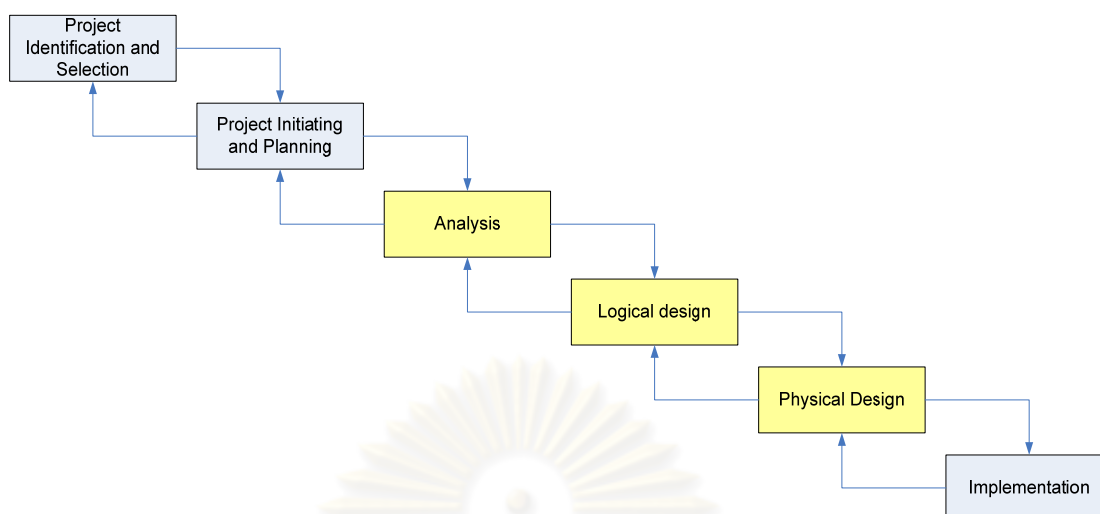 Project
Identification and
Selection
Project Initiating
and Planning
Analysis
Logical design
Physical Design
Implementation